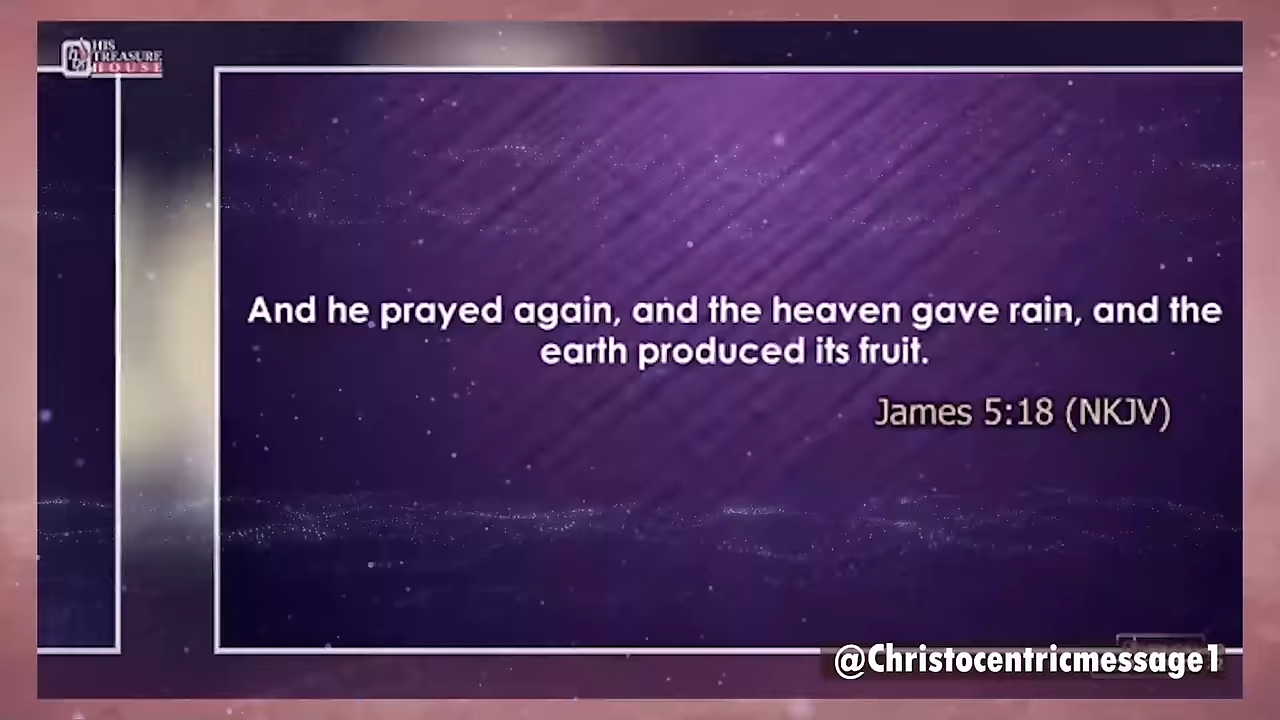 HIS
TREASURE
HOUSE
And he prayed again, and the heaven gave rain, and the
earth produced its fruit.
James 5:18 (NKJV)
@Christocentricmessage1